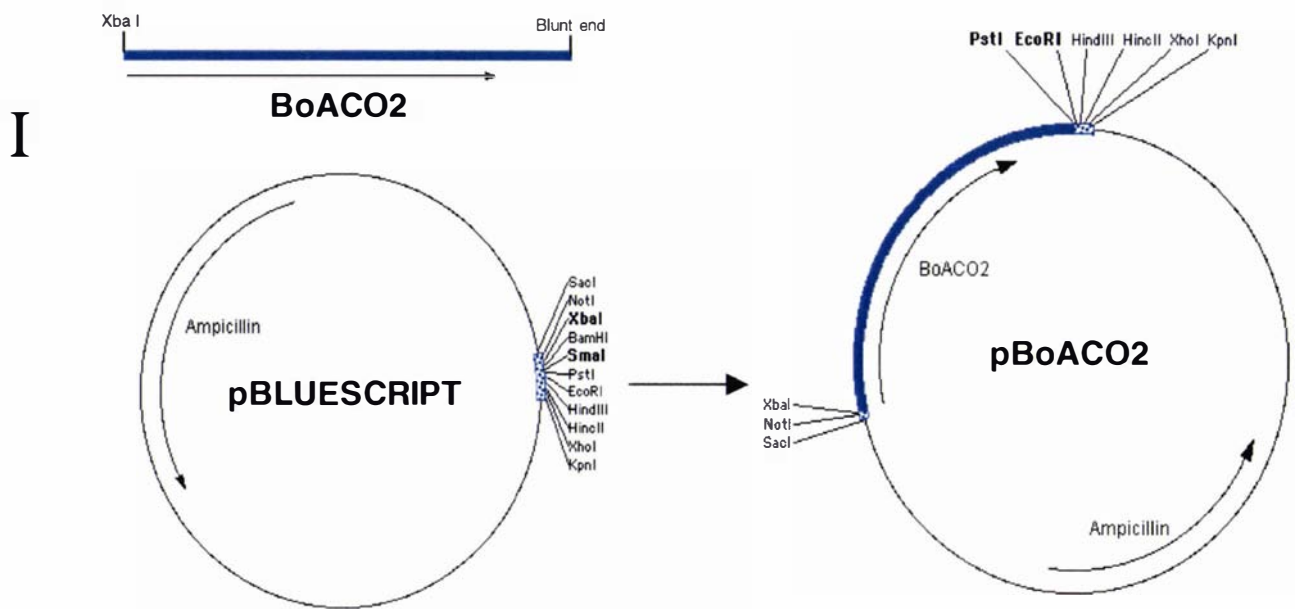 Xba I
Blunt end
BoACO2
I
Ampicillin
pBLUESCRIPT
SacI
NotI
XbaI
BamHI
SmaI
PstI
EcoRI
HindIII
HincII
XhoI
KpnI
PstI EcoRI HindIII HincII XhoI KpnI
BoACO2
pBoACO2
XbaI
NotI
SacI
Ampicillin